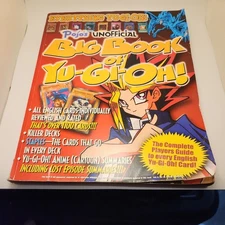 Pojo's UNOFFICIAL
BIG BOOK
OF
YU-GI-OH!
• ALL ENGLISH CARDS INDIVIDUALLY
REVIEWED AND RATED
THAT'S OVER 1100 CARDS!!!
• KILLER DECKS
• STAPLES—THE CARDS THAT GO
IN EVERY DECK
• YU-GI-OH! ANIME (CARTOON) SUMMARIES
INCLUDING LOST EPISODE SUMMARIES!!!
The Complete
Players Guide
to every English
Yu-Gi-Oh! Card!